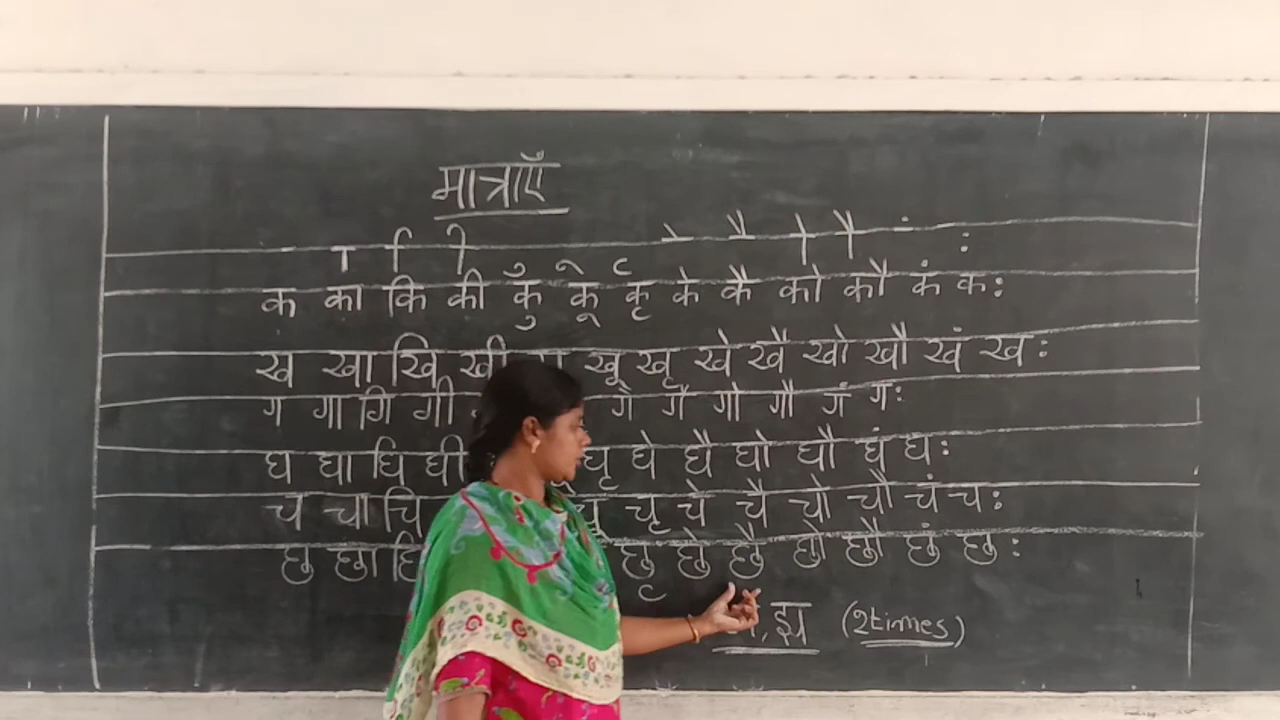 मात्राएँ
ा ि ी ु ू ृ े ै ो ौ ं ः
क का कि की कु कू कृ के कै को कौ कं कः
ख खा खि खी खू खृ खे खै खो खौ खं खः
ग गा गि गी गे गै गो गौ गं गः
घ घा घि घी घृ घे घै घो घौ घं घः
च चा चि चू चृ चे चै चो चौ चं चः
छ छा छि छृ छे छै छो छौ छं छः
झ (2times)